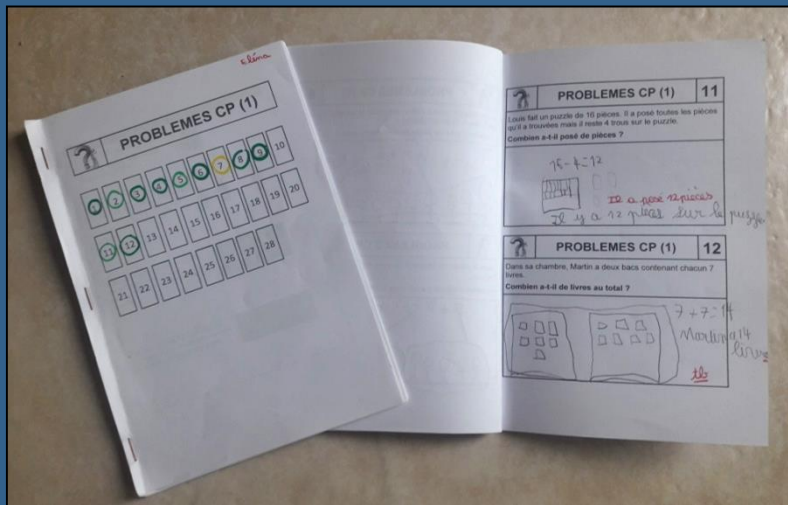 Eléna
PROBLEMES CP (1)
1 2 3 4 5 6 7 8 9 10
11 12 13 14 15 16 17 18 19 20
21 22 23 24 25 26 27 28
PROBLEMES CP (1) 11
Louis fait un puzzle de 16 pièces. Il a posé toutes les pièces
qu'il a trouvées mais il reste 4 trous sur le puzzle.
Combien a-t-il posé de pièces ?
16-4=12
Il a posé 12 pièces
Il y a 12 pieces sur le puzzle
PROBLEMES CP (1) 12
Dans sa chambre, Martin a deux bacs contenant chacun 7
livres.
Combien a-t-il de livres au total ?
7+7=14
Martin a 14
livres
tb